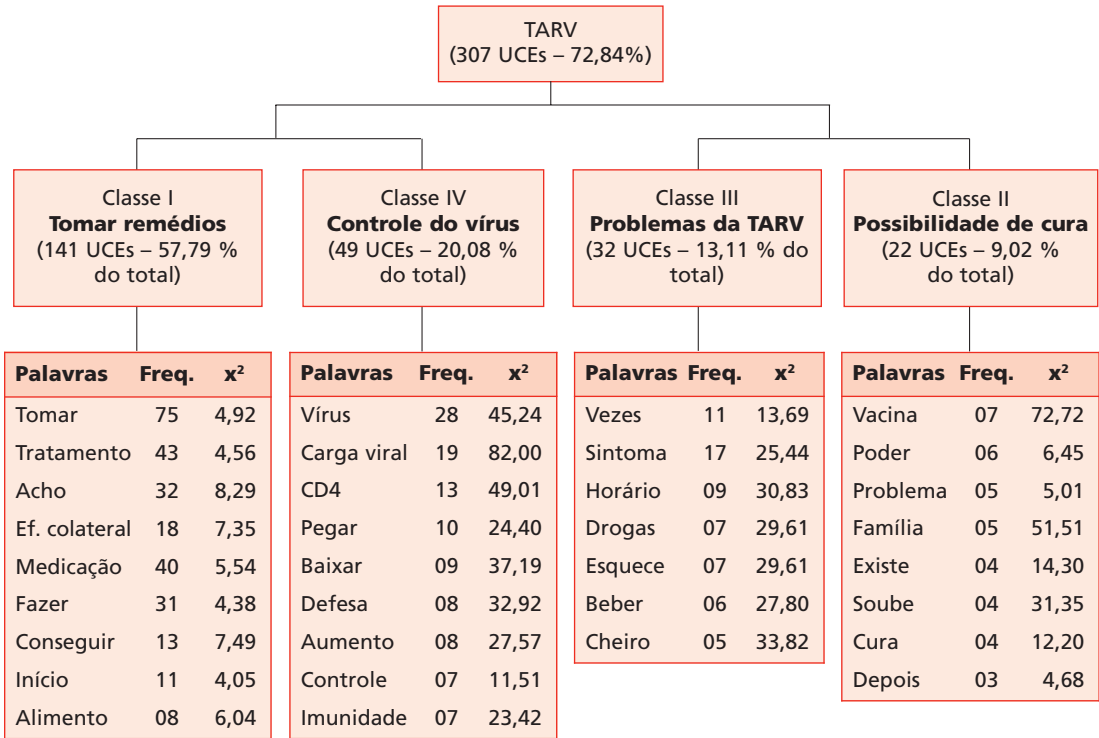 TARV
(307 UCEs – 72,84%)
Classe I
Tomar remédios
(141 UCEs – 57,79 %
do total)
Classe IV
Controle do vírus
(49 UCEs – 20,08 %
do total)
Classe III
Problemas da TARV
(32 UCEs – 13,11 % do
total)
Classe II
Possibilidade de cura
(22 UCEs – 9,02 %
do total)
Palavras Freq. x²
Tomar 75 4,92
Tratamento 43 4,56
Acho 32 8,29
Ef. colateral 18 7,35
Medicação 40 5,54
Fazer 31 4,38
Conseguir 13 7,49
Início 11 4,05
Alimento 08 6,04
Palavras Freq. x²
Vírus 28 45,24
Carga viral 19 82,00
CD4 13 49,01
Pegar 10 24,40
Baixar 09 37,19
Defesa 08 32,92
Aumento 08 27,57
Controle 07 11,51
Imunidade 07 23,42
Palavras Freq. x²
Vezes 11 13,69
Sintoma 17 25,44
Horário 09 30,83
Drogas 07 29,61
Esquece 07 29,61
Beber 06 27,80
Cheiro 05 33,82
Palavras Freq. x²
Vacina 07 72,72
Poder 06 6,45
Problema 05 5,01
Família 05 51,51
Existe 04 14,30
Soube 04 31,35
Cura 04 12,20
Depois 03 4,68